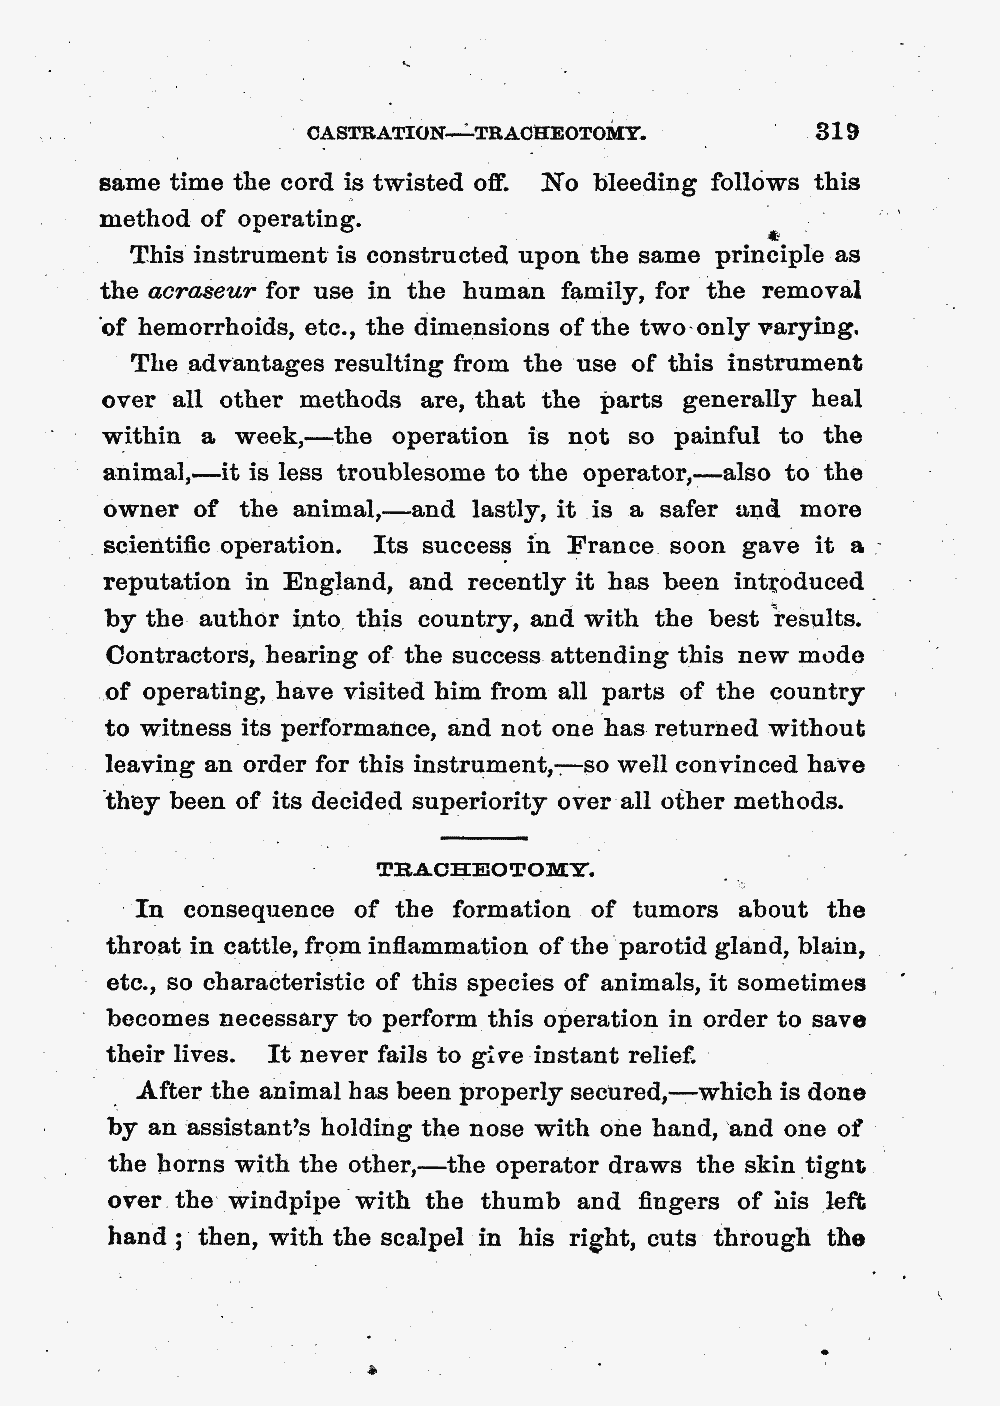 CASTRATION—TRACHEOTOMY. 319
same time the cord is twisted off. No bleeding follows this
method of operating.
This instrument is constructed upon the same principle as
the acraseur for use in the human family, for the removal
of hemorrhoids, etc., the dimensions of the two only varying.
The advantages resulting from the use of this instrument
over all other methods are, that the parts generally heal
within a week,—the operation is not so painful to the
animal,—it is less troublesome to the operator,—also to the
owner of the animal,—and lastly, it is a safer and more
scientific operation. Its success in France soon gave it a
reputation in England, and recently it has been introduced
by the author into this country, and with the best results.
Contractors, hearing of the success attending this new mode
of operating, have visited him from all parts of the country
to witness its performance, and not one has returned without
leaving an order for this instrument,—so well convinced have
they been of its decided superiority over all other methods.
TRACHEOTOMY.
In consequence of the formation of tumors about the
throat in cattle, from inflammation of the parotid gland, blain,
etc., so characteristic of this species of animals, it sometimes
becomes necessary to perform this operation in order to save
their lives. It never fails to give instant relief.
After the animal has been properly secured,—which is done
by an assistant's holding the nose with one hand, and one of
the horns with the other,—the operator draws the skin tight
over the windpipe with the thumb and fingers of his left
hand ; then, with the scalpel in his right, cuts through the